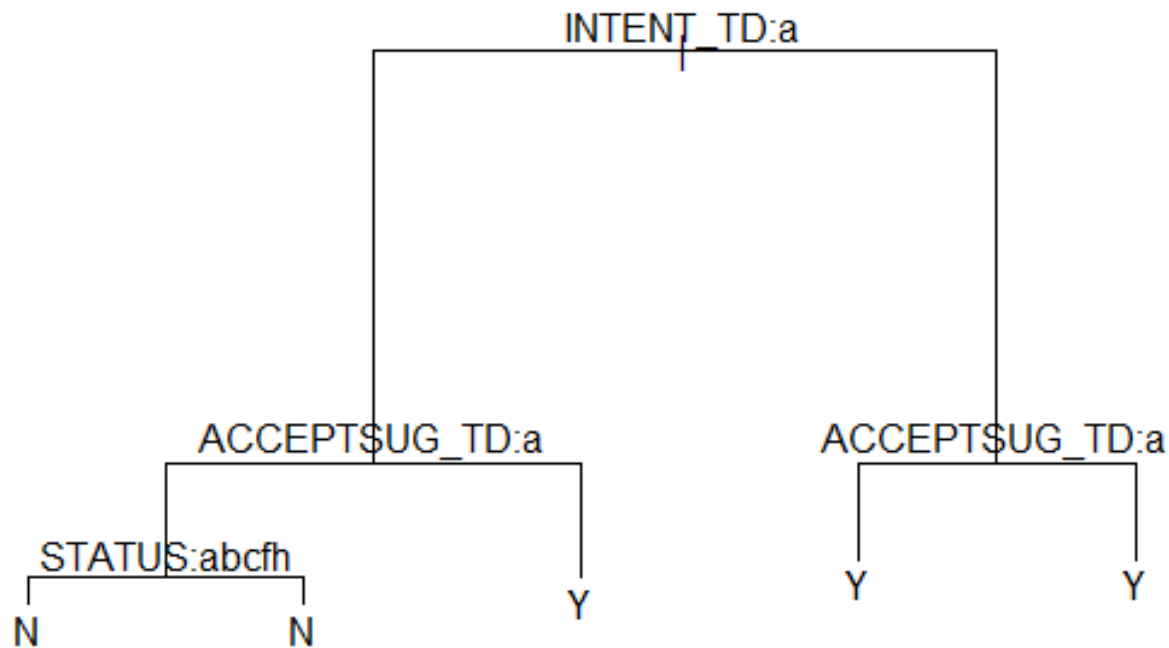 INTENT_TD:a
ACCEPTSUG_TD:a
ACCEPTSUG_TD:a
STATUS:abcfh
Y
Y
Y
N
N